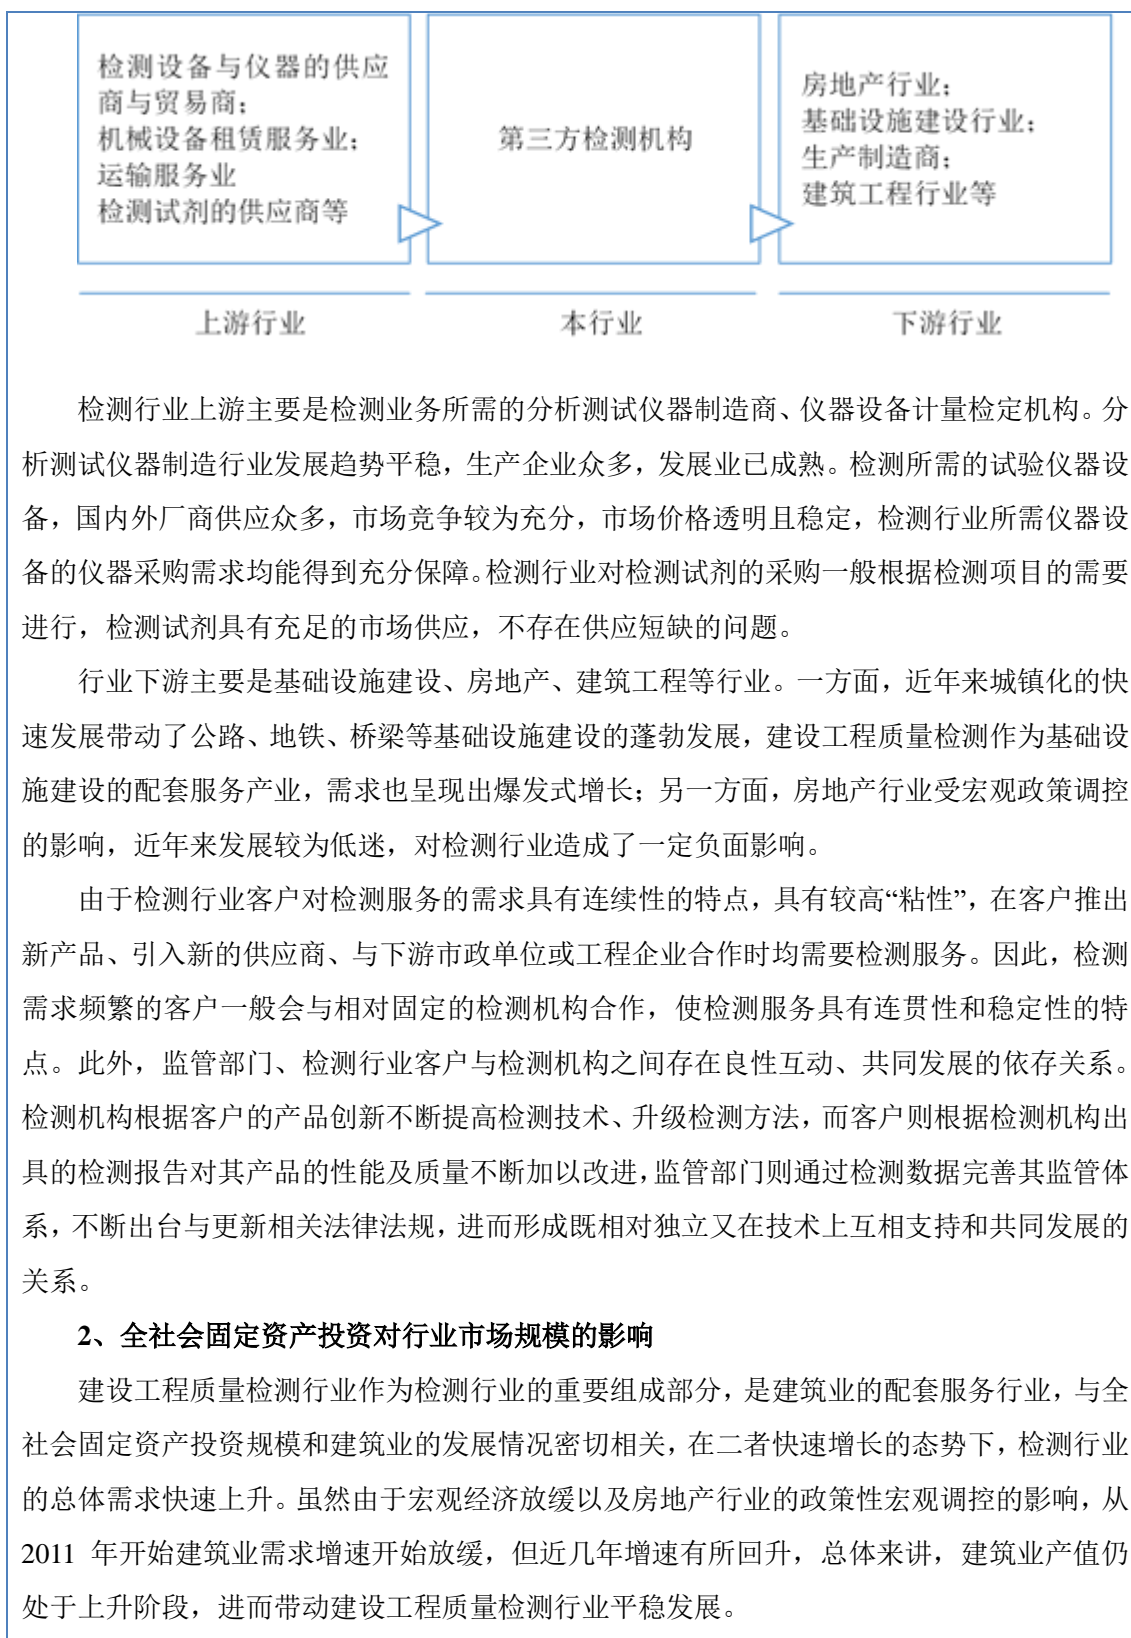 检测设备与仪器的供应
商与贸易商；
机械设备租赁服务业；
运输服务业
检测试剂的供应商等
第三方检测机构
房地产行业；
基础设施建设行业；
生产制造商；
建筑工程行业等
上游行业
本行业
下游行业
检测行业上游主要是检测业务所需的分析测试仪器制造商、仪器设备计量检定机构。分
析测试仪器制造行业发展趋势平稳，生产企业众多，发展业已成熟。检测所需的试验仪器设
备，国内外厂商供应众多，市场竞争较为充分，市场价格透明且稳定，检测行业所需仪器设
备的仪器采购需求均能得到充分保障。检测行业对检测试剂的采购一般根据检测项目的需要
进行，检测试剂具有充足的市场供应，不存在供应短缺的问题。
行业下游主要是基础设施建设、房地产、建筑工程等行业。一方面，近年来城镇化的快
速发展带动了公路、地铁、桥梁等基础设施建设的蓬勃发展，建设工程质量检测作为基础设
施建设的配套服务产业，需求也呈现出爆发式增长；另一方面，房地产行业受宏观政策调控
的影响，近年来发展较为低迷，对检测行业造成了一定负面影响。
由于检测行业客户对检测服务的需求具有连续性的特点，具有较高“粘性”，在客户推出
新产品、引入新的供应商、与下游市政单位或工程企业合作时均需要检测服务。因此，检测
需求频繁的客户一般会与相对固定的检测机构合作，使检测服务具有连贯性和稳定性的特
点。此外，监管部门、检测行业客户与检测机构之间存在良性互动、共同发展的依存关系。
检测机构根据客户的产品创新不断提高检测技术、升级检测方法，而客户则根据检测机构出
具的检测报告对其产品的性能及质量不断加以改进，监管部门则通过检测数据完善其监管体
系，不断出台与更新相关法律法规，进而形成既相对独立又在技术上互相支持和共同发展的
关系。
2、全社会固定资产投资对行业市场规模的影响
建设工程质量检测行业作为检测行业的重要组成部分，是建筑业的配套服务行业，与全
社会固定资产投资规模和建筑业的发展情况密切相关，在二者快速增长的态势下，检测行业
的总体需求快速上升。虽然由于宏观经济放缓以及房地产行业的政策性宏观调控的影响，从
2011 年开始建筑业需求增速开始放缓，但近几年增速有所回升，总体来讲，建筑业产值仍
处于上升阶段，进而带动建设工程质量检测行业平稳发展。